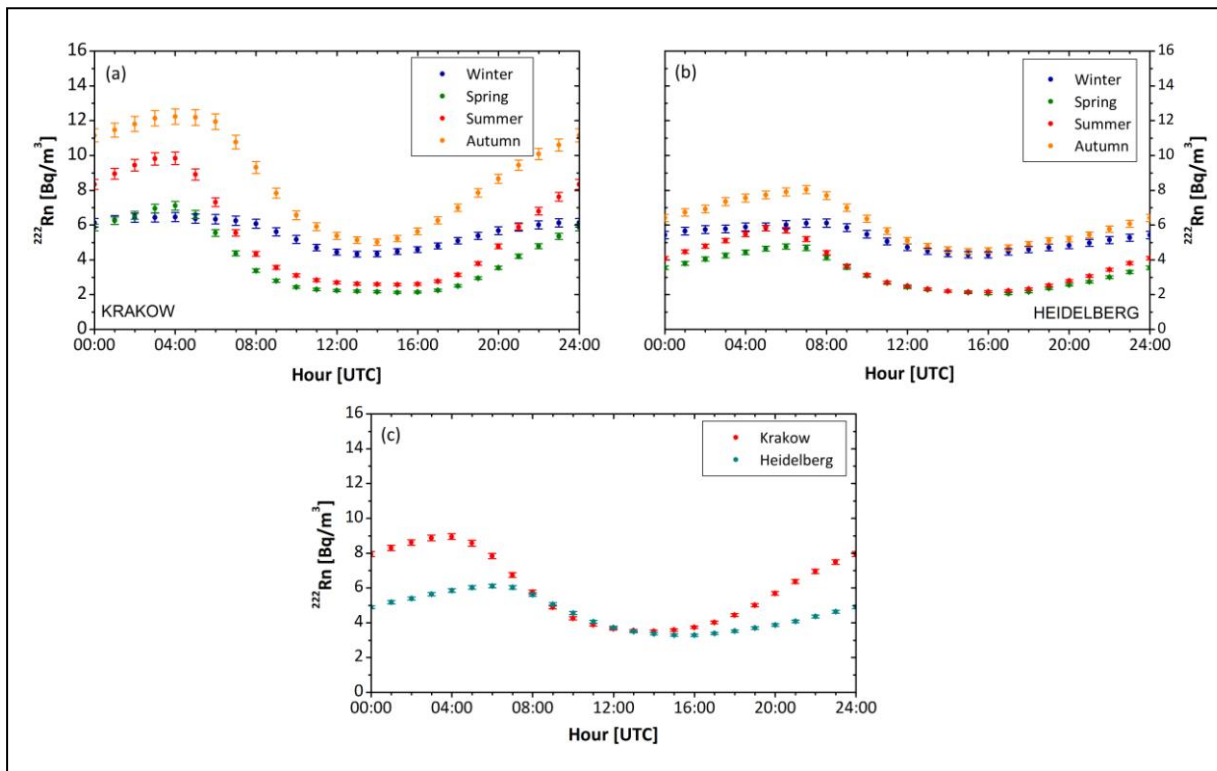 (a)
Winter
Spring
Summer
Autumn
KRAKOW
²²²Rn [Bq/m³]
16
14
12
10
8
6
4
2
0
00:00 04:00 08:00 12:00 16:00 20:00 24:00
Hour [UTC]
(b)
Winter
Spring
Summer
Autumn
HEIDELBERG
²²²Rn [Bq/m³]
16
14
12
10
8
6
4
2
0
00:00 04:00 08:00 12:00 16:00 20:00 24:00
Hour [UTC]
(c)
Krakow
Heidelberg
²²²Rn [Bq/m³]
16
14
12
10
8
6
4
2
0
00:00 04:00 08:00 12:00 16:00 20:00 24:00
Hour [UTC]